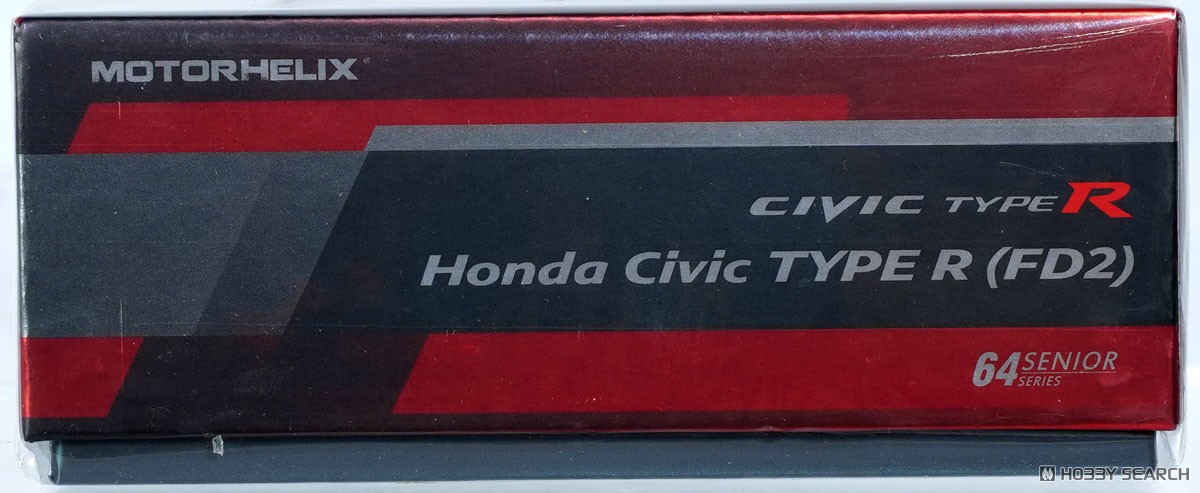 MOTORHELIX
CIVIC TYPE R
Honda Civic TYPE R (FD2)
64 SENIOR
SERIES
HOBBY SEARCH